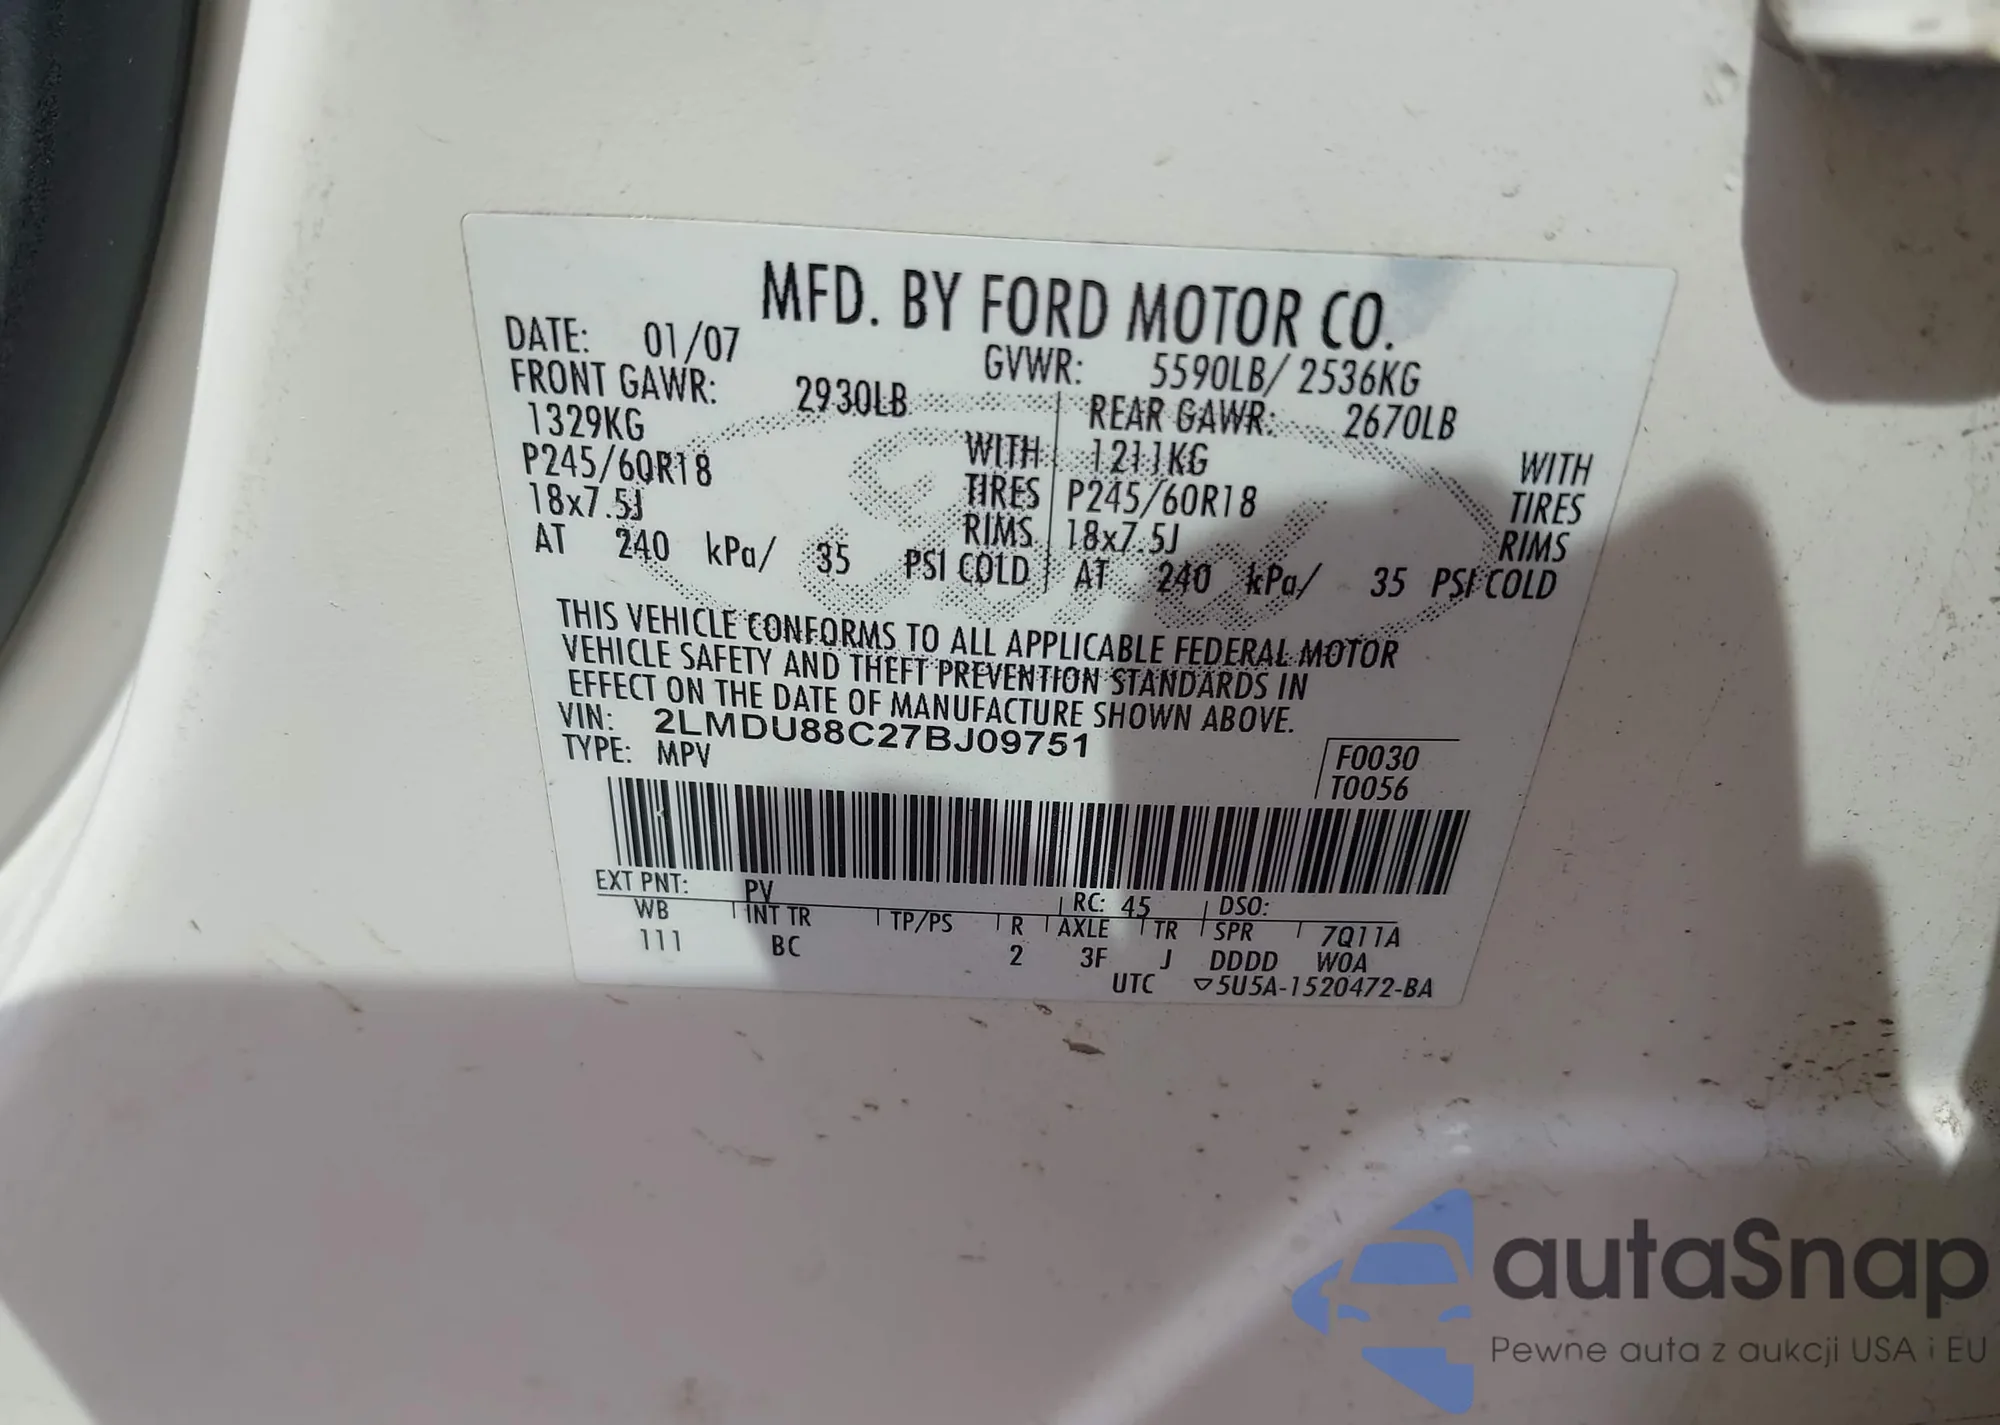 MFD. BY FORD MOTOR CO.
DATE: 01/07 GVWR: 5590LB/ 2536KG
FRONT GAWR: 2930LB REAR GAWR: 2670LB
1329KG WITH 1211KG WITH
P245/60R18 TIRES P245/60R18 TIRES
18x7.5J RIMS 18x7.5J RIMS
AT 240 kPa/ 35 PSI COLD AT 240 kPa/ 35 PSI COLD
THIS VEHICLE CONFORMS TO ALL APPLICABLE FEDERAL MOTOR
VEHICLE SAFETY AND THEFT PREVENTION STANDARDS IN
EFFECT ON THE DATE OF MANUFACTURE SHOWN ABOVE.
VIN: 2LMDU88C27BJ09751
TYPE: MPV
F0030
T0056
EXT PNT: PV RC: 45 DSO:
WB INT TR TP/PS R AXLE TR SPR 7Q11A
111 BC 2 3F J DDDD W0A
UTC ▽5U5A-1520472-BA
Ford
autaSnap
Pewne auta z aukcji USA i EU